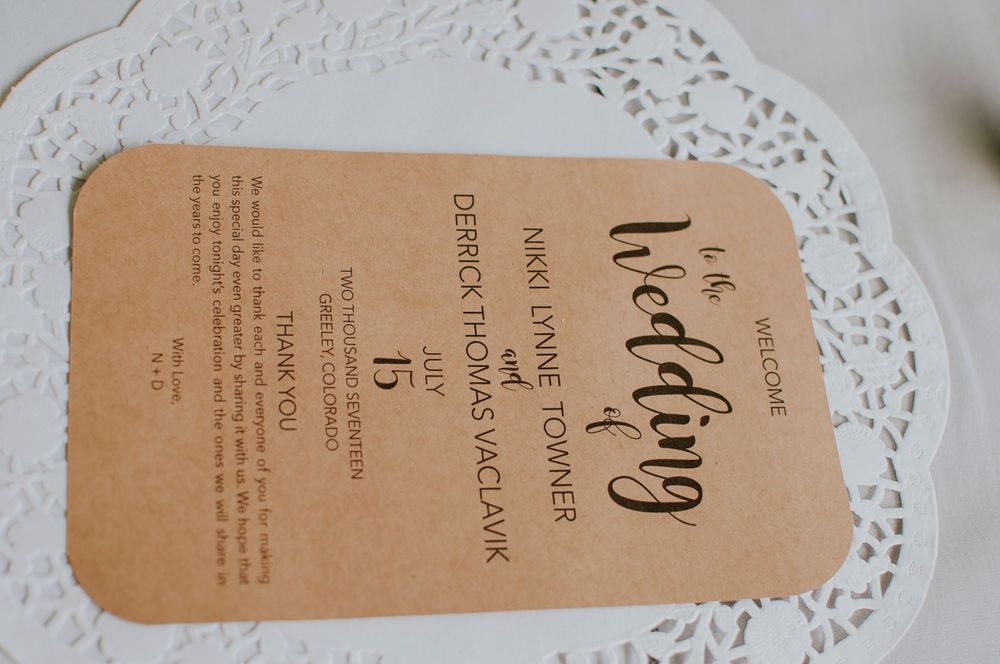 WELCOME
to the
Wedding
of
NIKKI LYNNE TOWNER
and
DERRICK THOMAS VACLAVIK
JULY
15
TWO THOUSAND SEVENTEEN
GREELEY, COLORADO
THANK YOU
We would like to thank each and everyone of you for making
this special day even greater by sharing it with us. We hope that
you enjoy tonight's celebration and the ones we will share in
the years to come.
With Love,
N + D